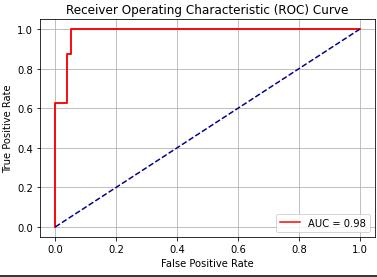 Receiver Operating Characteristic (ROC) Curve
1.0
0.8
0.6
0.4
0.2
0.0
True Positive Rate
AUC = 0.98
0.0 0.2 0.4 0.6 0.8 1.0
False Positive Rate